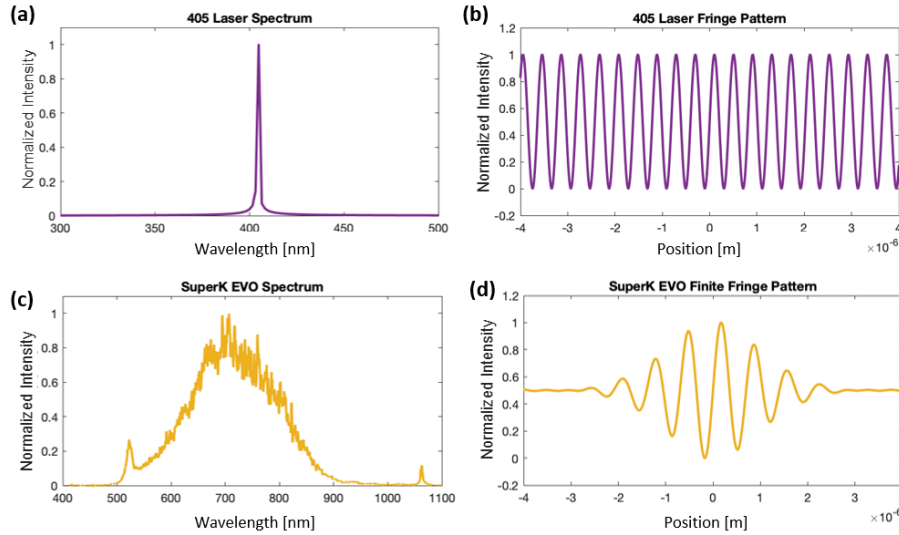 (a)
405 Laser Spectrum
Normalized Intensity
1
0.8
0.6
0.4
0.2
0
300 350 400 450 500
Wavelength [nm]
(b)
405 Laser Fringe Pattern
Normalized Intensity
1.2
1
0.8
0.6
0.4
0.2
0
-0.2
-4 -3 -2 -1 0 1 2 3 4
Position [m]
×10⁻⁶
(c)
SuperK EVO Spectrum
Normalized Intensity
1
0.8
0.6
0.4
0.2
0
400 500 600 700 800 900 1000 1100
Wavelength [nm]
(d)
SuperK EVO Finite Fringe Pattern
Normalized Intensity
1.2
1
0.8
0.6
0.4
0.2
0
-0.2
-4 -3 -2 -1 0 1 2 3 4
Position [m]
×10⁻⁶